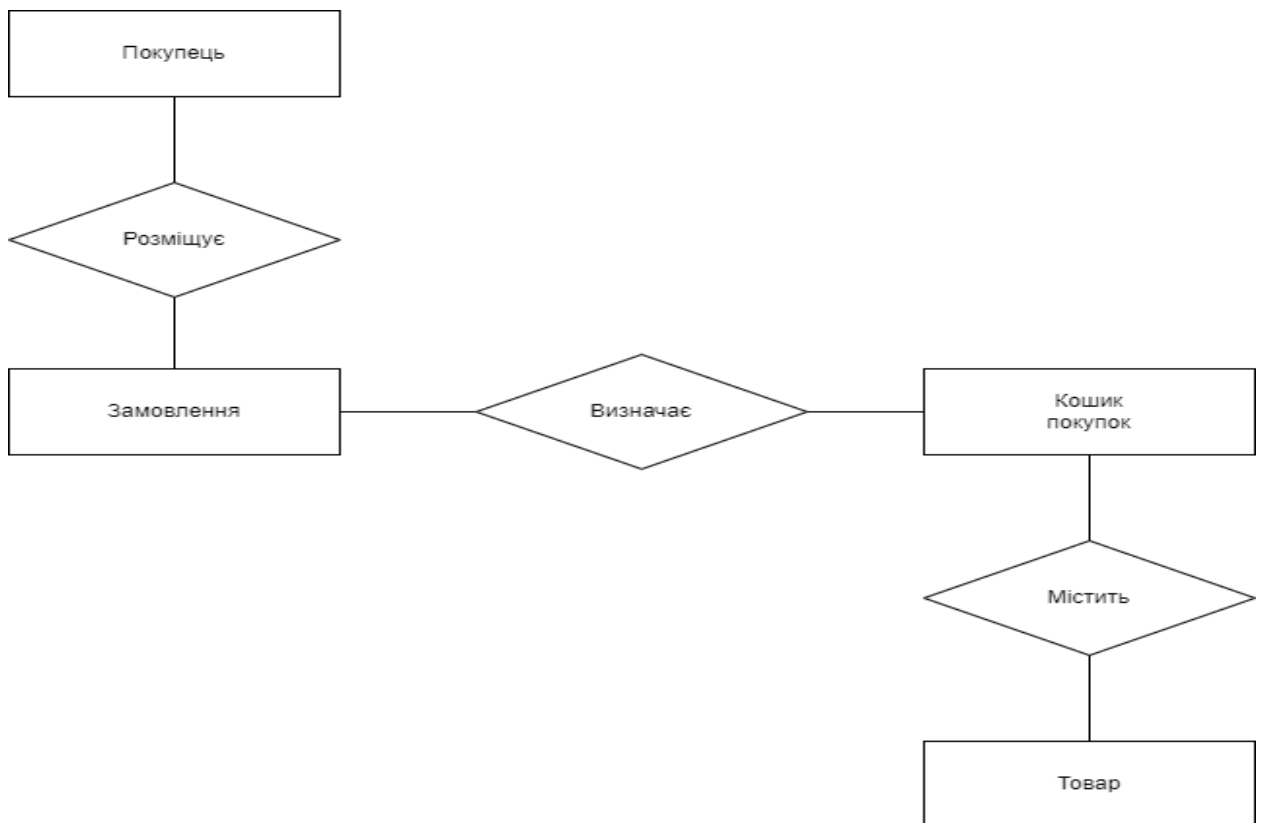 Покупець
Розміщує
Замовлення
Визначає
Кошик
покупок
Містить
Товар